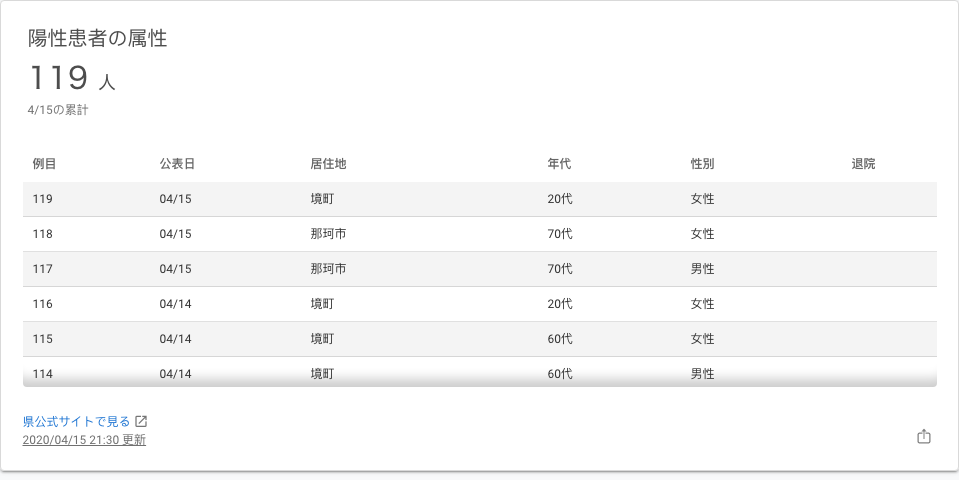 陽性患者の属性
119 人
4/15の累計
例目 公表日 居住地 年代 性別 退院
119 04/15 境町 20代 女性
118 04/15 那珂市 70代 女性
117 04/15 那珂市 70代 男性
116 04/14 境町 20代 女性
115 04/14 境町 60代 女性
114 04/14 境町 60代 男性
県公式サイトで見る
2020/04/15 21:30 更新